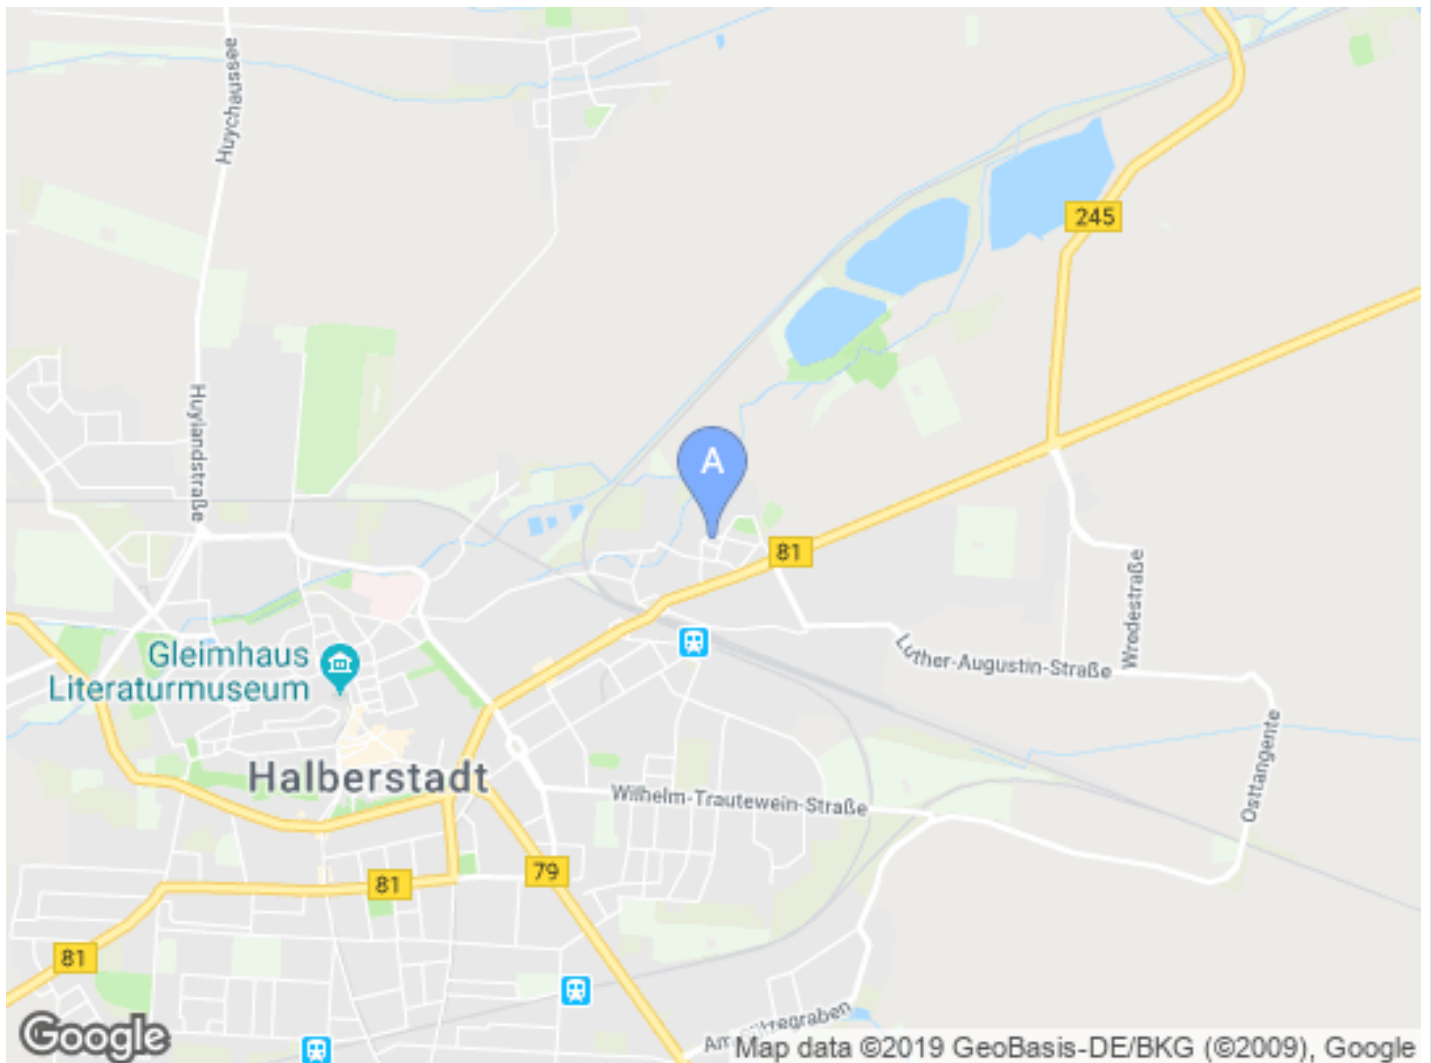 Huychaussee
245
Huylandstraße
A
81
Wredestraße
Luther-Augustin-Straße
Gleimhaus
Literaturmuseum
Osttangente
Halberstadt
Wilhelm-Trautewein-Straße
79
81
81
Am
Google
Map data ©2019 GeoBasis-DE/BKG (©2009), Google